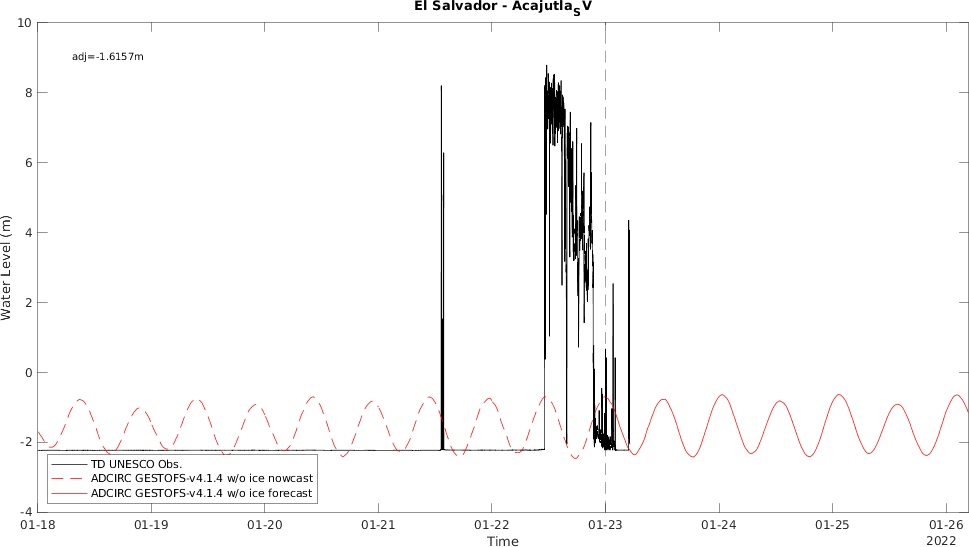 El Salvador - Acajutla_SV
adj=-1.6157m
Water Level (m)
10
8
6
4
2
0
-2
-4
TD UNESCO Obs.
ADCIRC GESTOFS-v4.1.4 w/o ice nowcast
ADCIRC GESTOFS-v4.1.4 w/o ice forecast
01-18 01-19 01-20 01-21 01-22 01-23 01-24 01-25 01-26
Time 2022